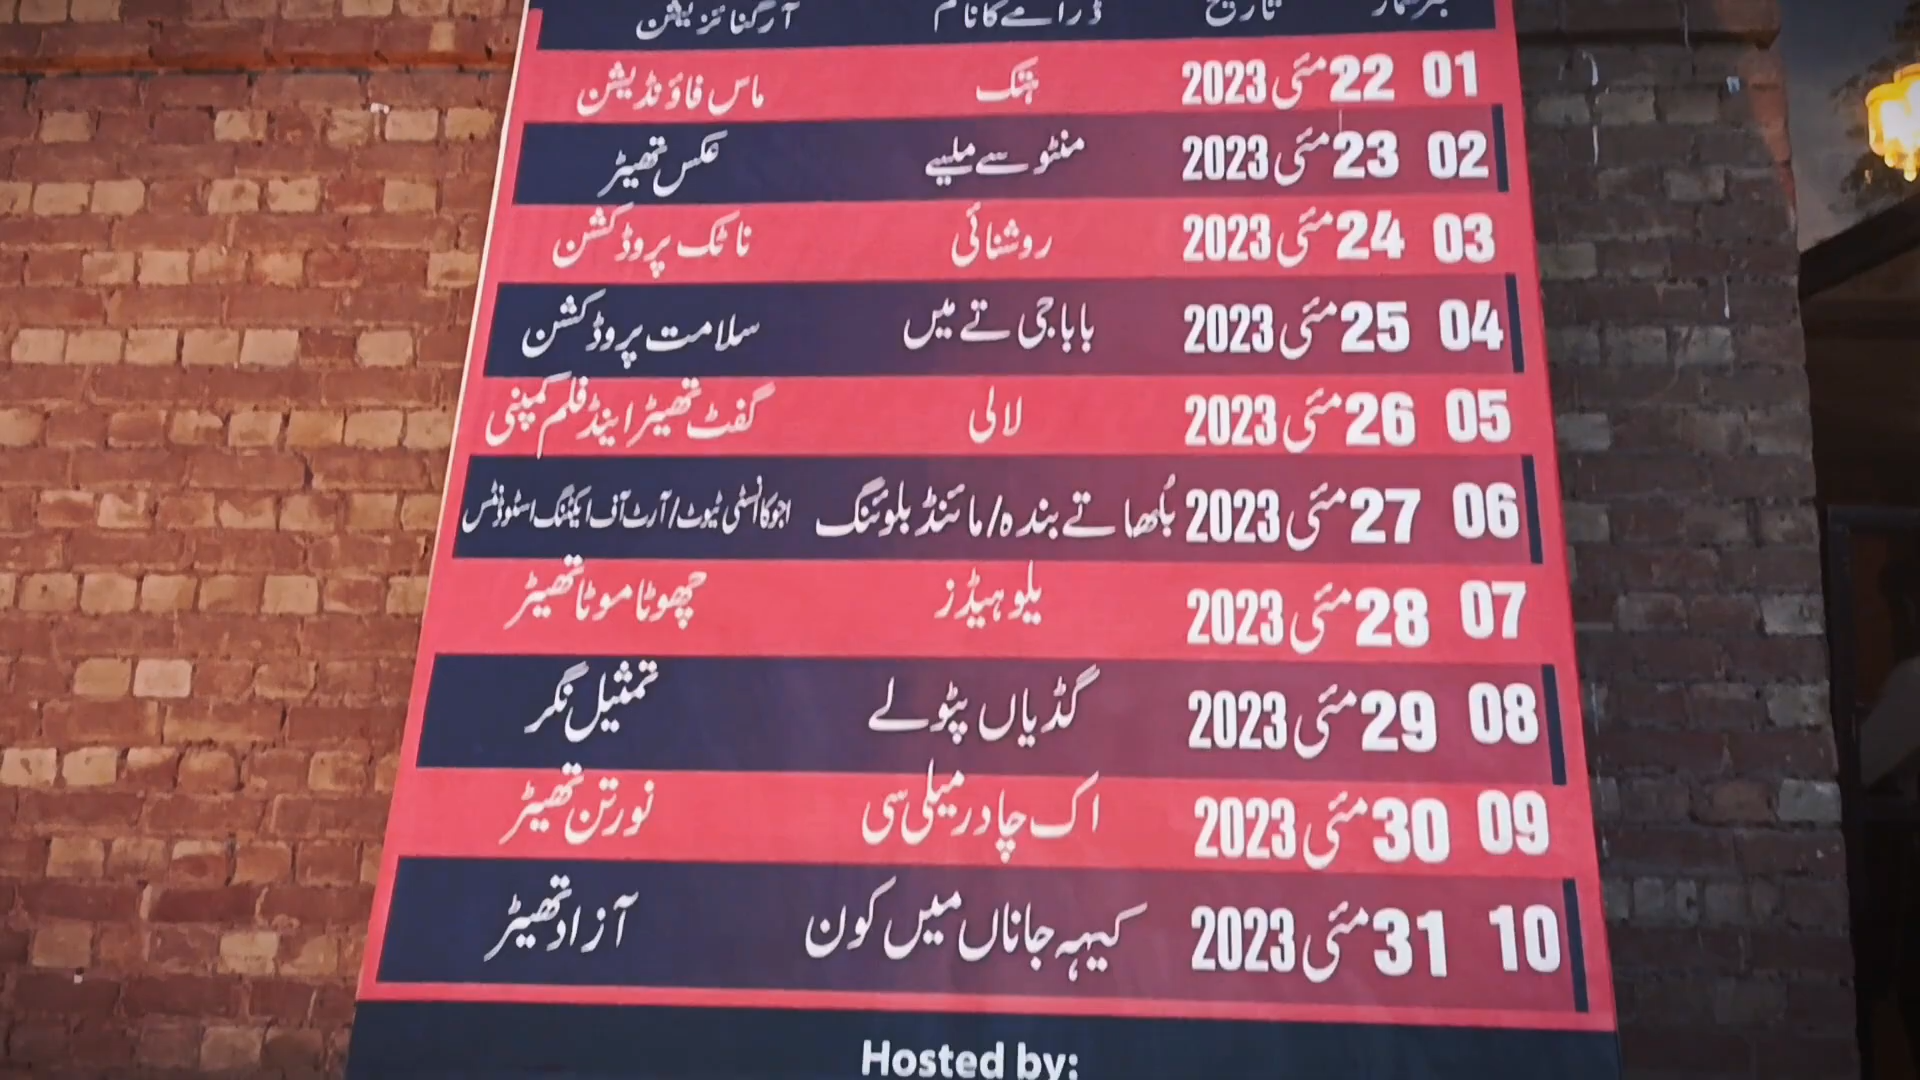 نمبر شمار تاریخ ڈرامے کا نام آرگنائزیشن
01 22 مئی 2023 ہتک ماس فاؤنڈیشن
02 23 مئی 2023 منٹو سے ملیے عکس تھیٹر
03 24 مئی 2023 روشنائی ناٹک پروڈکشن
04 25 مئی 2023 بابا جی تے میں سلامت پروڈکشن
05 26 مئی 2023 لالی گفٹ تھیٹر اینڈ فلم کمپنی
06 27 مئی 2023 بُلھا تے بندہ/مائنڈ بلوئنگ اجوکا انسٹی ٹیوٹ/آرٹ آف ایکٹنگ اسٹوڈنٹس
07 28 مئی 2023 یلو ہیڈز چھوٹا موٹا تھیٹر
08 29 مئی 2023 گڈیاں پٹولے تمثیل نگر
09 30 مئی 2023 اک چادر میلی سی نورتن تھیٹر
10 31 مئی 2023 کیہہ جاناں میں کون آزاد تھیٹر
Hosted by: